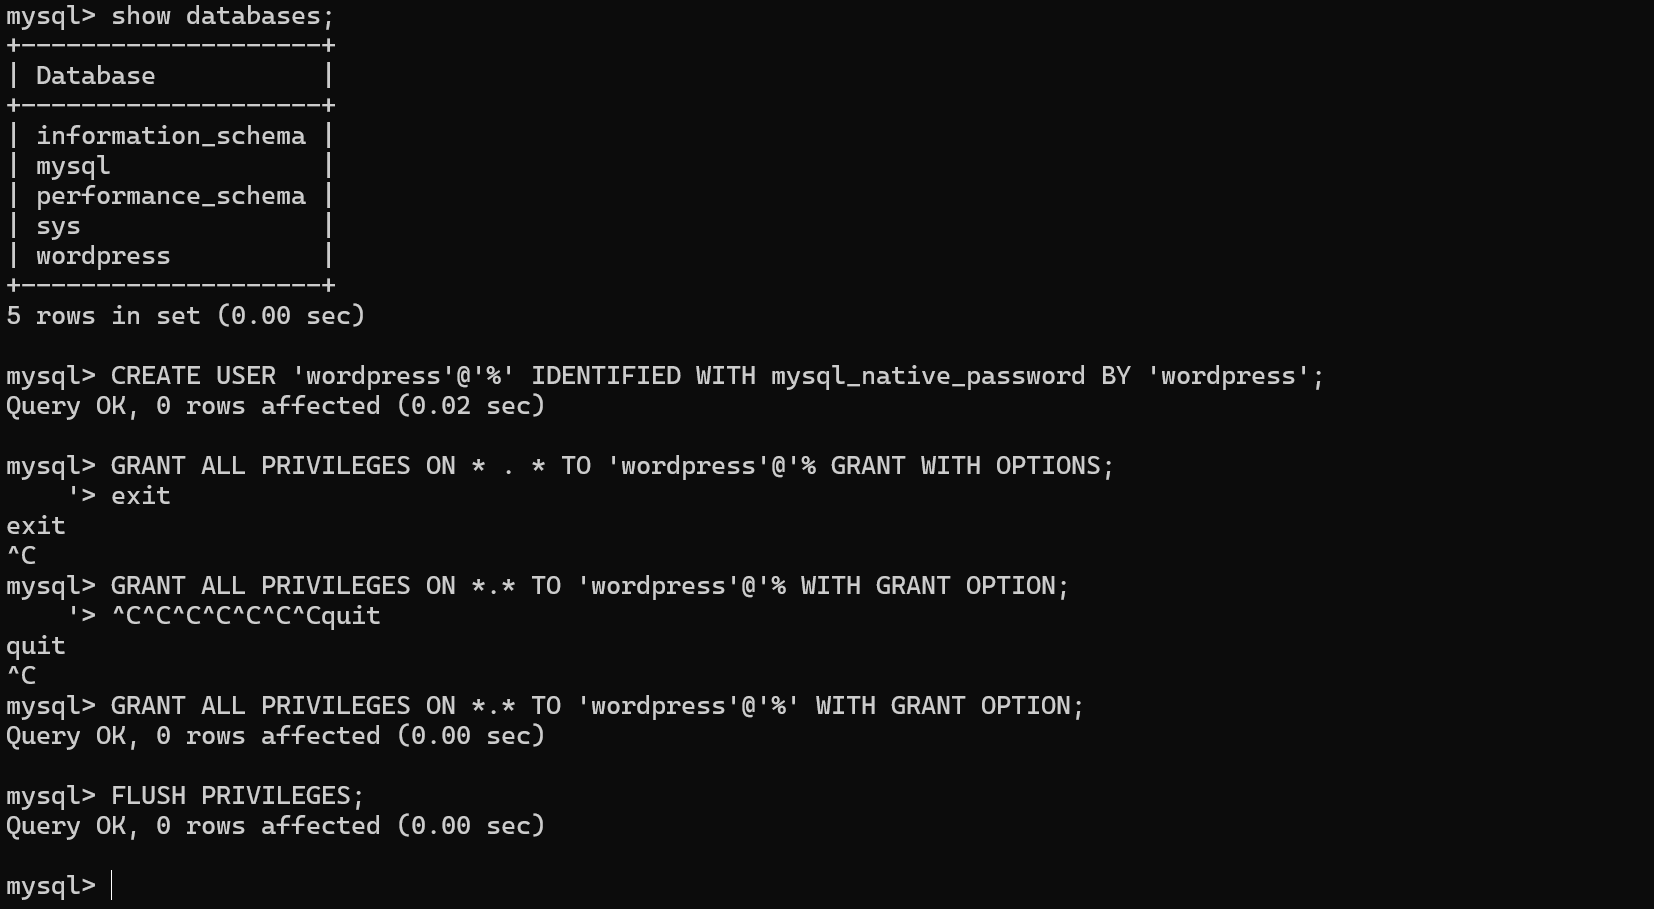 mysql> show databases;
+--------------------+
| Database           |
+--------------------+
| information_schema |
| mysql              |
| performance_schema |
| sys                |
| wordpress          |
+--------------------+
5 rows in set (0.00 sec)

mysql> CREATE USER 'wordpress'@'%' IDENTIFIED WITH mysql_native_password BY 'wordpress';
Query OK, 0 rows affected (0.02 sec)

mysql> GRANT ALL PRIVILEGES ON * . * TO 'wordpress'@'% GRANT WITH OPTIONS;
    '> exit
exit
^C
mysql> GRANT ALL PRIVILEGES ON *.* TO 'wordpress'@'% WITH GRANT OPTION;
    '> ^C^C^C^C^C^C^Cquit
quit
^C
mysql> GRANT ALL PRIVILEGES ON *.* TO 'wordpress'@'%' WITH GRANT OPTION;
Query OK, 0 rows affected (0.00 sec)

mysql> FLUSH PRIVILEGES;
Query OK, 0 rows affected (0.00 sec)

mysql>